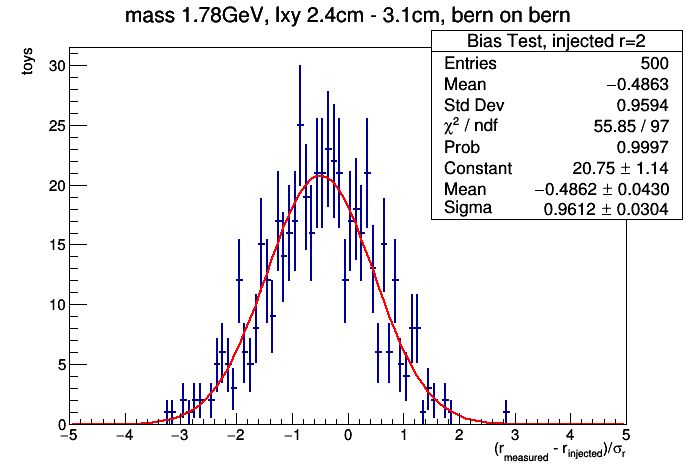 mass 1.78GeV, lxy 2.4cm - 3.1cm, bern on bern
Bias Test, injected r=2
Entries 500
Mean −0.4863
Std Dev 0.9594
χ² / ndf 55.85 / 97
Prob 0.9997
Constant 20.75 ± 1.14
Mean −0.4862 ± 0.0430
Sigma 0.9612 ± 0.0304
toys
30
25
20
15
10
5
0
−5 −4 −3 −2 −1 0 1 2 3 4 5
(r_measured - r_injected)/σ_r